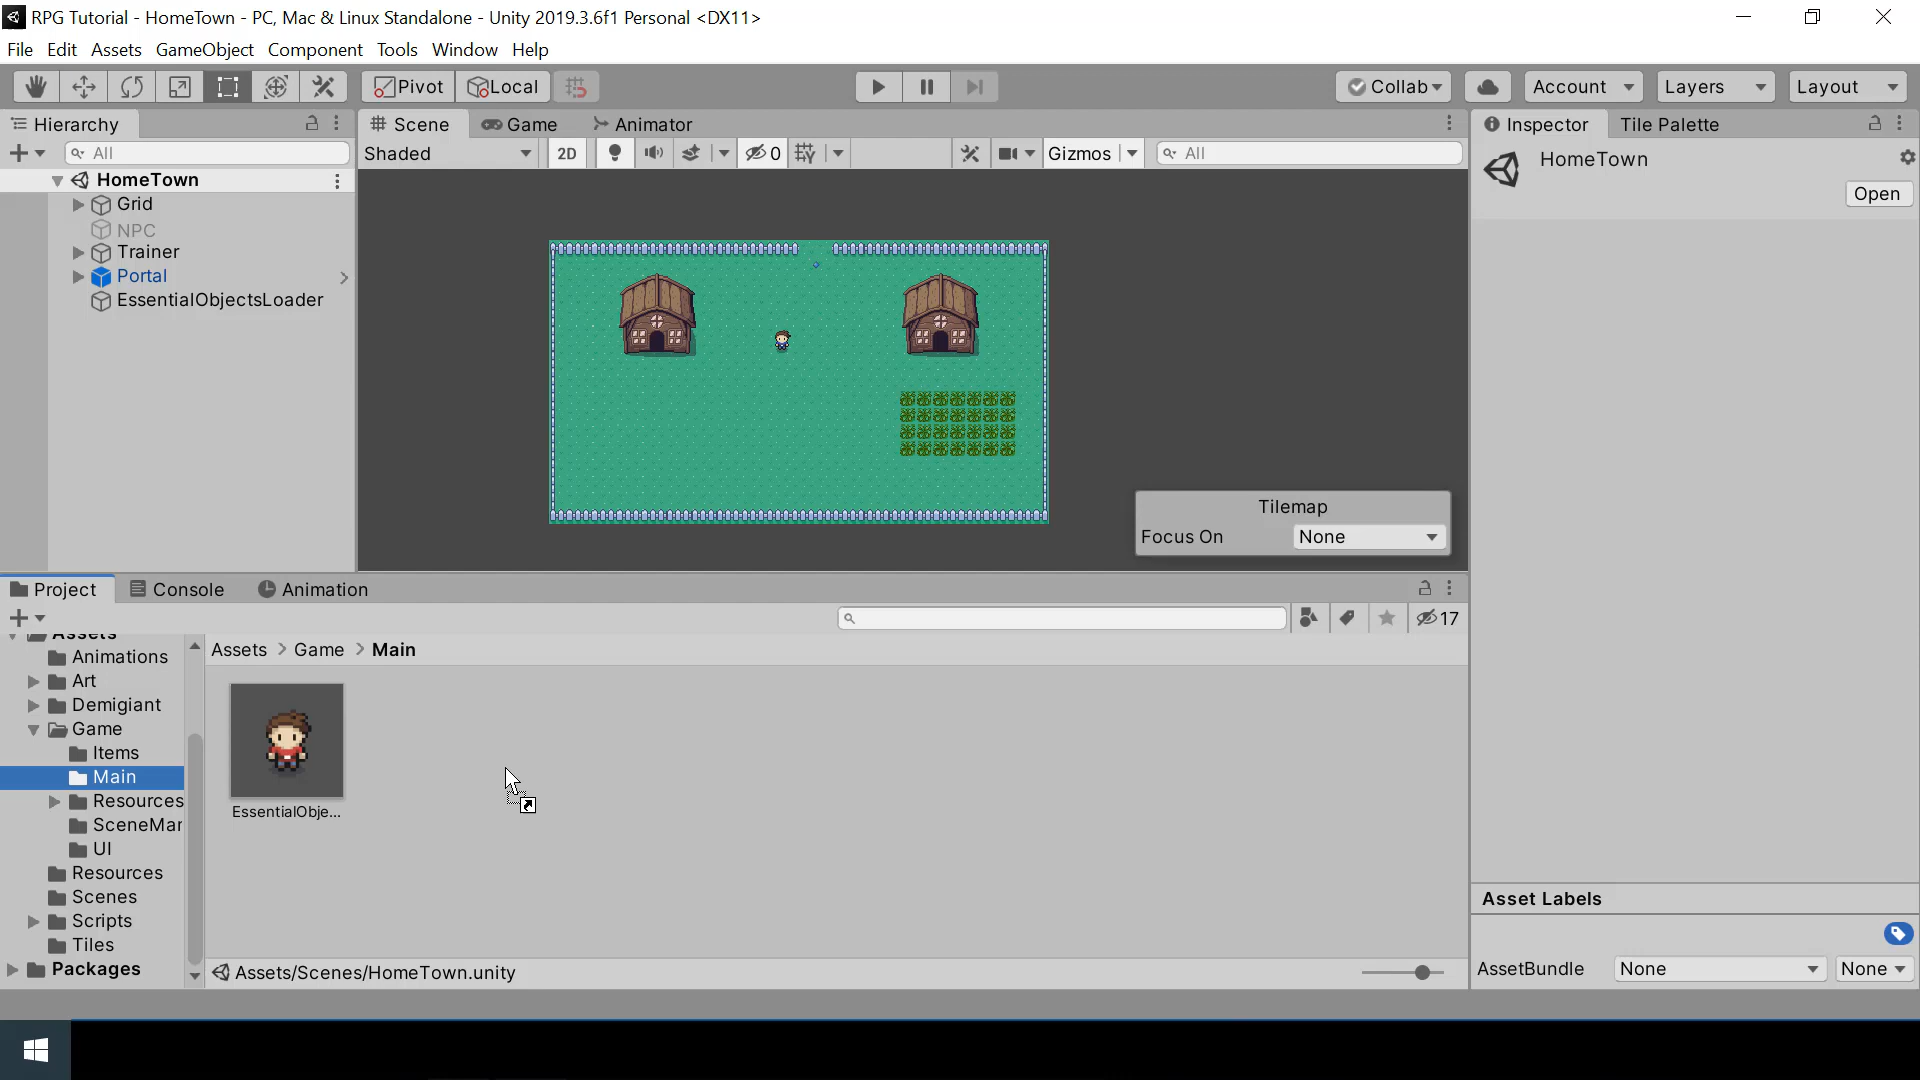 RPG Tutorial - HomeTown - PC, Mac & Linux Standalone - Unity 2019.3.6f1 Personal <DX11>
File Edit Assets GameObject Component Tools Window Help
Pivot Local Collab Account Layers Layout
Hierarchy Scene Game Animator Inspector Tile Palette
All Shaded 2D 0 Gizmos All
HomeTown
Open
HomeTown
Grid
NPC
Trainer
Portal
EssentialObjectsLoader
Tilemap
Focus On None
Project Console Animation
17
Assets
Animations
Art
Demigiant
Game
Items
Main
Resources
SceneMar
UI
Resources
Scenes
Scripts
Tiles
Packages
Assets > Game > Main
EssentialObje...
Assets/Scenes/HomeTown.unity
Asset Labels
AssetBundle None None